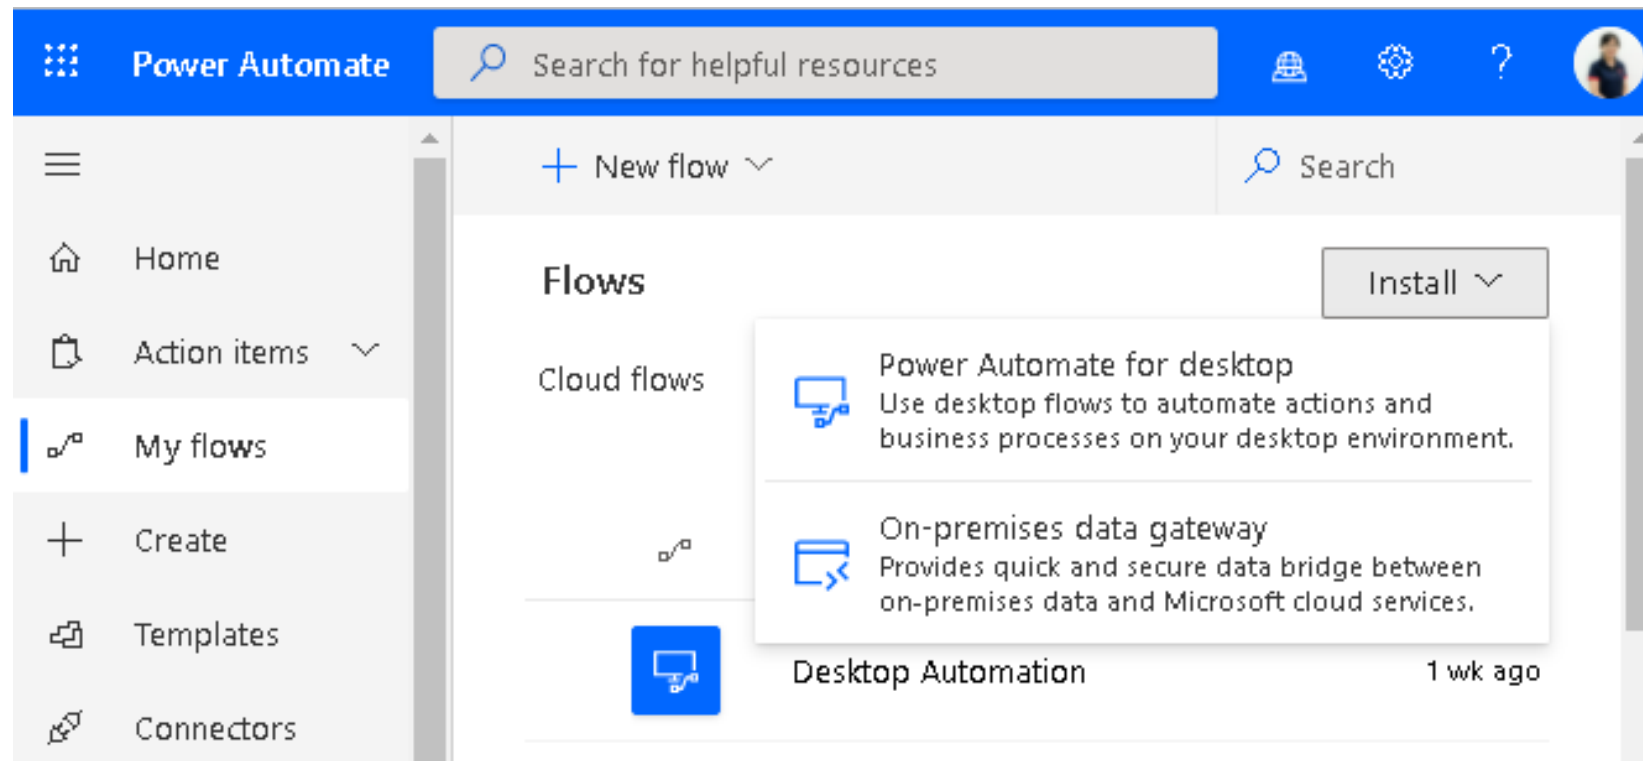 Power Automate
Search for helpful resources
?
New flow
Search
Home
Action items
My flows
Create
Templates
Connectors
Flows
Install
Cloud flows
Power Automate for desktop
Use desktop flows to automate actions and
business processes on your desktop environment.
On-premises data gateway
Provides quick and secure data bridge between
on-premises data and Microsoft cloud services.
Desktop Automation
1 wk ago